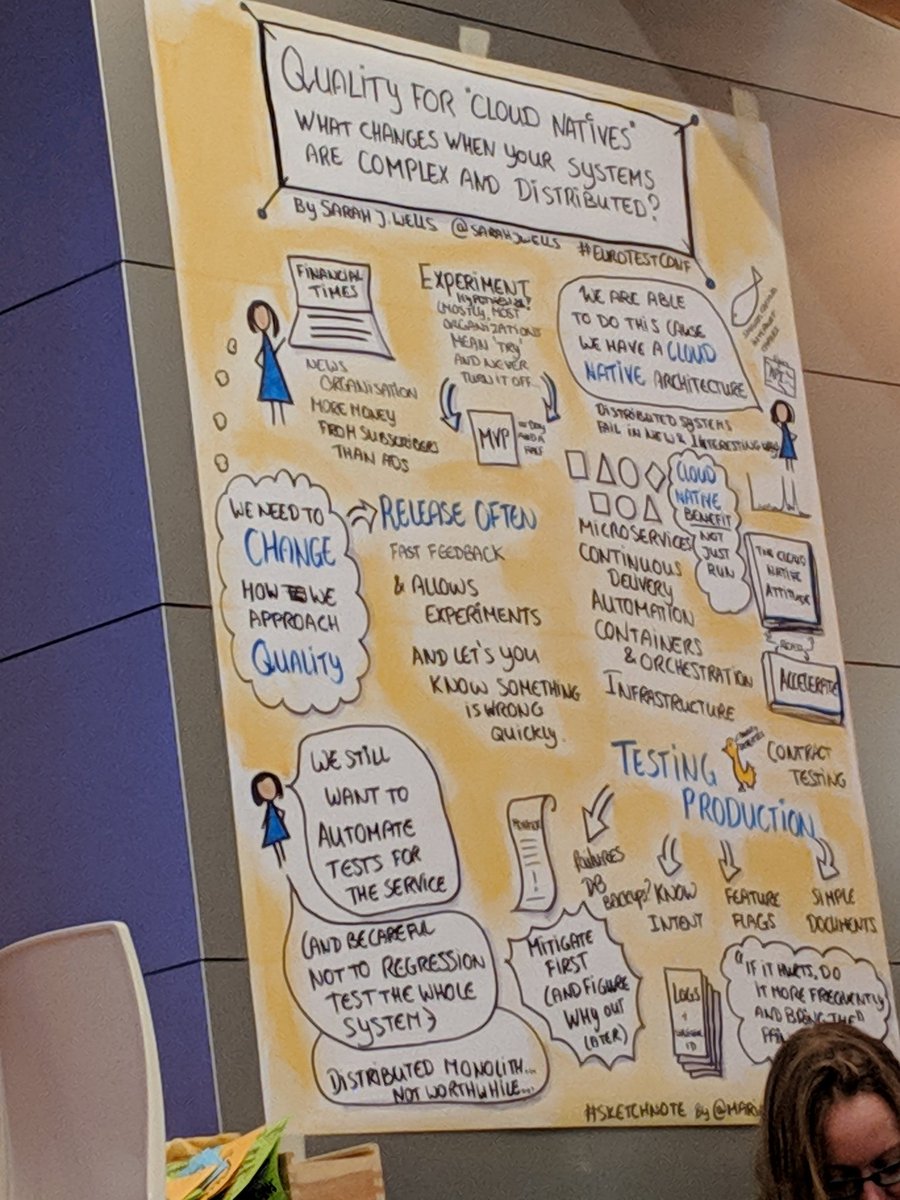 QUALITY FOR "CLOUD NATIVES"
WHAT CHANGES WHEN YOUR SYSTEMS
ARE COMPLEX AND DISTRIBUTED?
By SARAH J. WELLS @SARAHJWELLS #EUROTESTCONF
FINANCIAL
TIMES
NEWS
ORGANISATION
MORE MONEY
FROM SUBSCRIBERS
THAN ADS
EXPERIMENT
HYPOTHESIS?
(MOSTLY, MOST
ORGANIZATIONS
MEAN 'TRY'
AND NEVER
TURN IT OFF...
MVP
WE ARE ABLE
TO DO THIS CAUSE
WE HAVE A CLOUD
NATIVE ARCHITECTURE
DISTRIBUTED SYSTEMS
FAIL IN NEW & INTERESTING
WE NEED TO
CHANGE
HOW WE
APPROACH
QUALITY
RELEASE OFTEN
FAST FEEDBACK
& ALLOWS
EXPERIMENTS
AND LET'S YOU
KNOW SOMETHING
IS WRONG
QUICKLY.
CLOUD
NATIVE
BENEFIT
NOT
JUST
RUN
MICROSERVICES
CONTINUOUS
DELIVERY
AUTOMATION
CONTAINERS
& ORCHESTRATION
INFRASTRUCTURE
THE CLOUD
NATIVE
ATTITUDE
READ
ACCELERATE
WE STILL
WANT TO
AUTOMATE
TESTS FOR
THE SERVICE
(AND BE CAREFUL
NOT TO REGRESSION
TEST THE WHOLE
SYSTEM)
DISTRIBUTED MONOLITH...
NOT WORTHWHILE...
TESTING
PRODUCTION
CONTRACT
TESTING
MONITOR
!
REQUIRES
DB
BACKUPS?
KNOW
INTENT
FEATURE
FLAGS
SIMPLE
DOCUMENTS
MITIGATE
FIRST
(AND FIGURE
WHY OUT
LATER)
LOGS
+
ID
"IF IT HURTS, DO
IT MORE FREQUENTLY
AND BRING THE
#SKETCHNOTE By